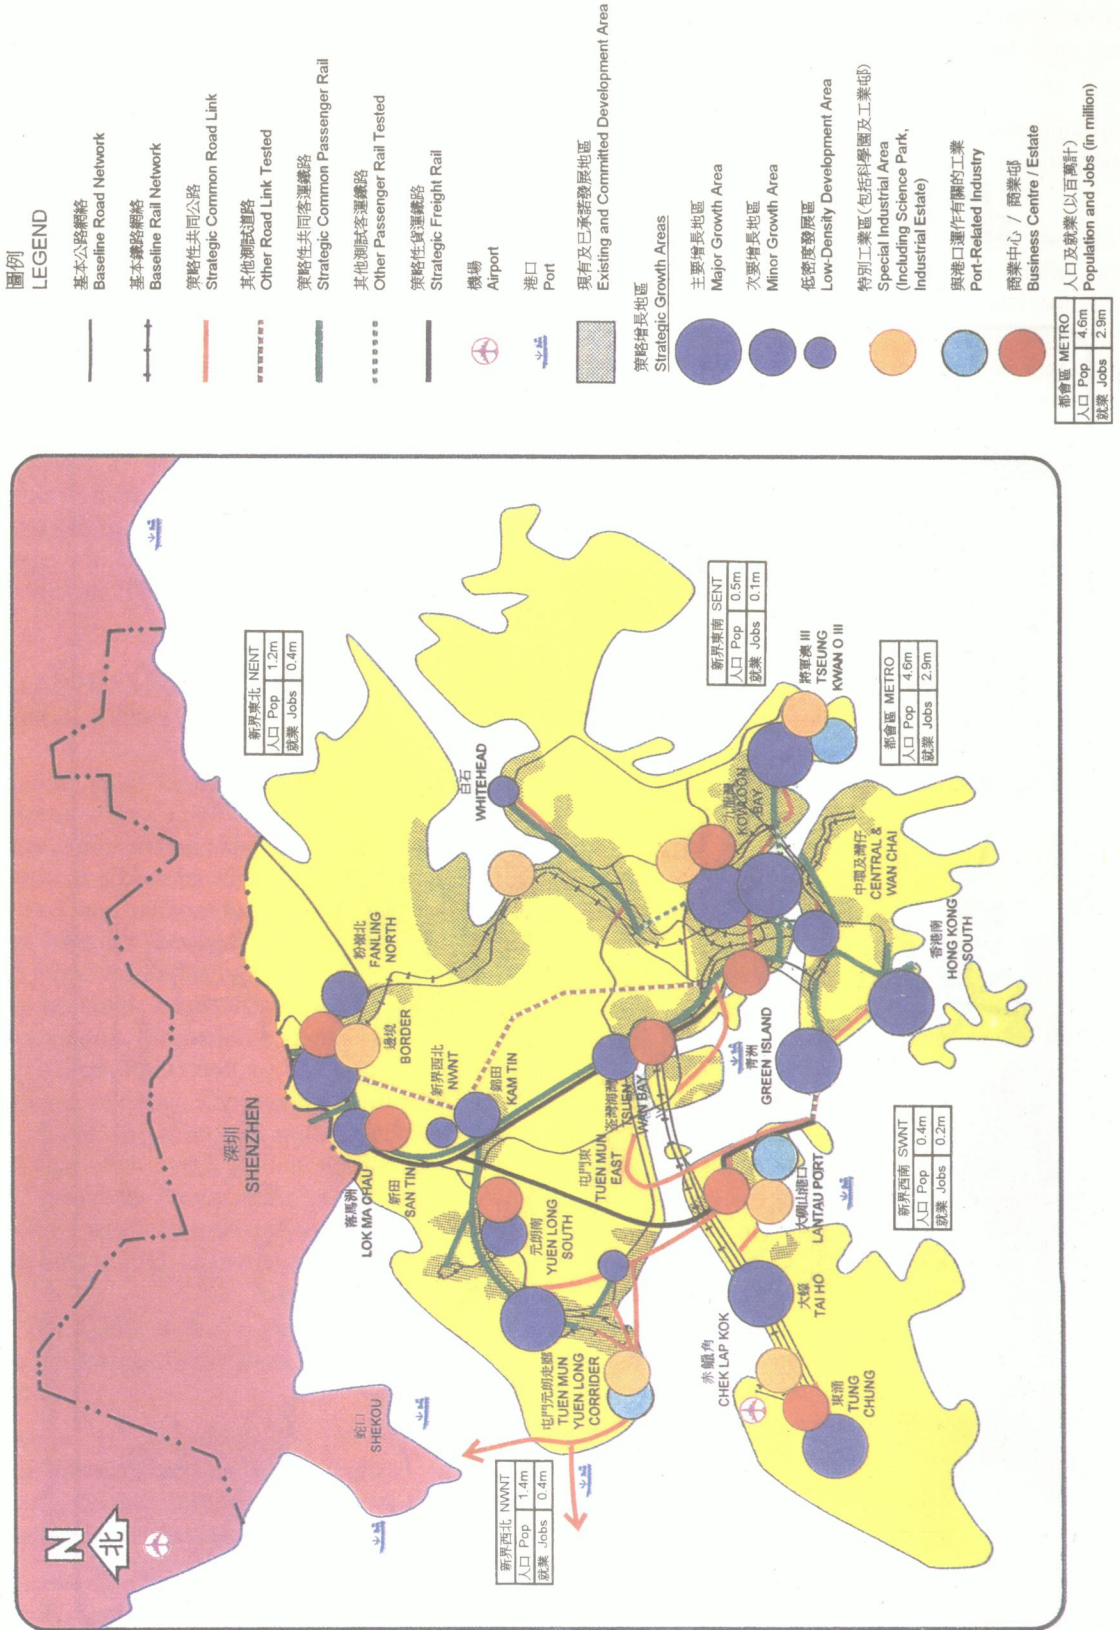 圖例
LEGEND
基本公路網絡
Baseline Road Network
基本鐵路網絡
Baseline Rail Network
策略性共同公路
Strategic Common Road Link
其他測試道路
Other Road Link Tested
策略性共同客運鐵路
Strategic Common Passenger Rail
其他測試客運鐵路
Other Passenger Rail Tested
策略性貨運鐵路
Strategic Freight Rail
機場
Airport
港口
Port
現有及已承諾發展地區
Existing and Committed Development Area
策略增長地區
Strategic Growth Areas
主要增長地區
Major Growth Area
次要增長地區
Minor Growth Area
低密度發展區
Low-Density Development Area
特別工業區(包括科學園及工業邨)
Special Industrial Area
(Including Science Park,
Industrial Estate)
與港口運作有關的工業
Port-Related Industry
商業中心 / 商業邨
Business Centre / Estate
人口及就業(以百萬計)
Population and Jobs (in million)
都會區 METRO
人口 Pop 4.6m
就業 Jobs 2.9m
N
北
深圳
SHENZHEN
蛇口
SHEKOU
新界東北 NENT
人口 Pop 1.2m
就業 Jobs 0.4m
粉嶺北
FANLING
NORTH
邊境
BORDER
落馬洲
LOK MA CHAU
新田
SAN TIN
新界西北
NWNT
錦田
KAM TIN
白石
WHITEHEAD
元朗南
YUEN LONG
SOUTH
屯門元朗走廊
TUEN MUN
YUEN LONG
CORRIDER
新界西北 NWNT
人口 Pop 1.4m
就業 Jobs 0.4m
屯門東
TUEN MUN
EAST
荃灣海灣
TSUEN
WAN BAY
新界東南 SENT
人口 Pop 0.5m
就業 Jobs 0.1m
九龍灣
KOWLOON
BAY
將軍澳 III
TSEUNG
KWAN O III
赤鱲角
CHEK LAP KOK
東涌
TUNG
CHUNG
大蠔
TAI HO
大嶼山港口
LANTAU PORT
青洲
GREEN ISLAND
中環及灣仔
CENTRAL &
WAN CHAI
都會區 METRO
人口 Pop 4.6m
就業 Jobs 2.9m
香港南
HONG KONG
SOUTH
新界西南 SWNT
人口 Pop 0.4m
就業 Jobs 0.2m